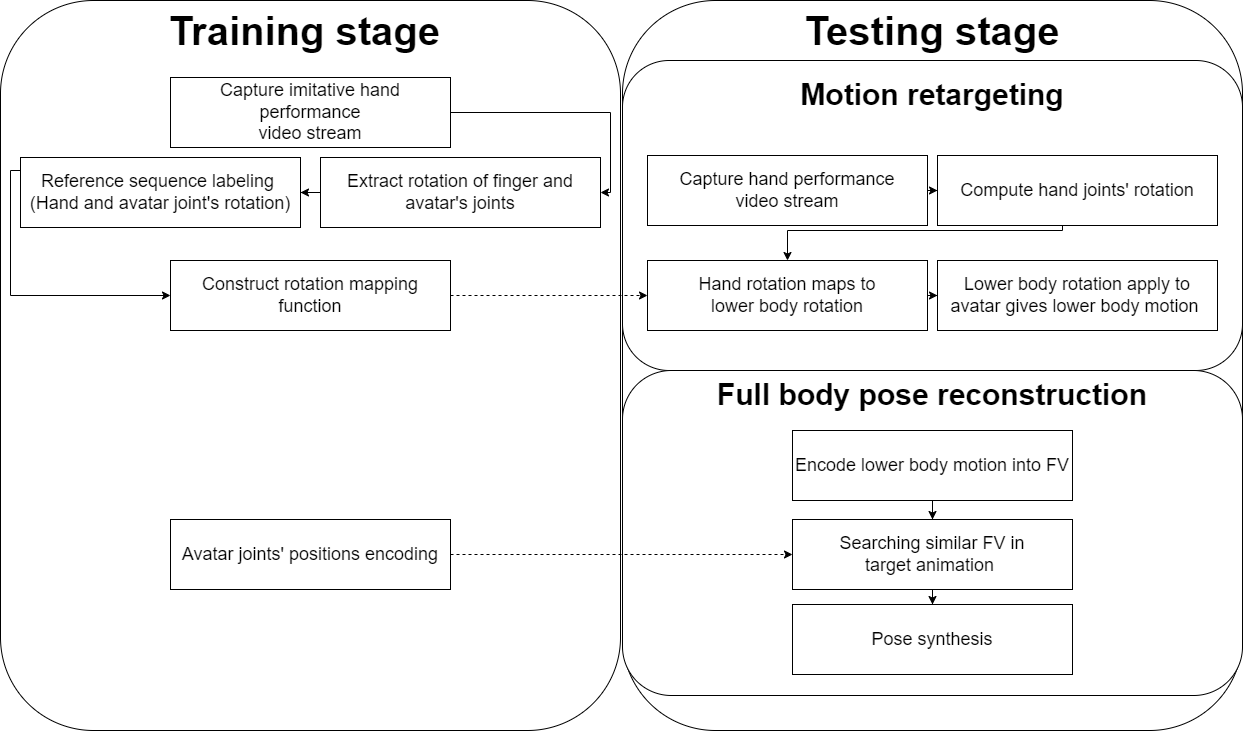 Training stage
Capture imitative hand
performance
video stream
Extract rotation of finger and
avatar's joints
Reference sequence labeling
(Hand and avatar joint's rotation)
Construct rotation mapping
function
Avatar joints' positions encoding
Testing stage
Motion retargeting
Capture hand performance
video stream
Compute hand joints' rotation
Hand rotation maps to
lower body rotation
Lower body rotation apply to
avatar gives lower body motion
Full body pose reconstruction
Encode lower body motion into FV
Searching similar FV in
target animation
Pose synthesis